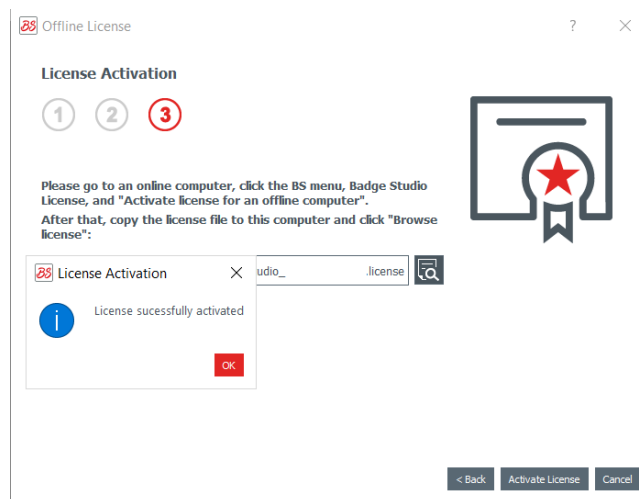 BS Offline License ? ×
License Activation
1 2 3
Please go to an online computer, click the BS menu, Badge Studio
License, and "Activate license for an offline computer".
After that, copy the license file to this computer and click "Browse
license":
udio_ .license
BS License Activation ×
License sucessfully activated
OK
< Back Activate License Cancel